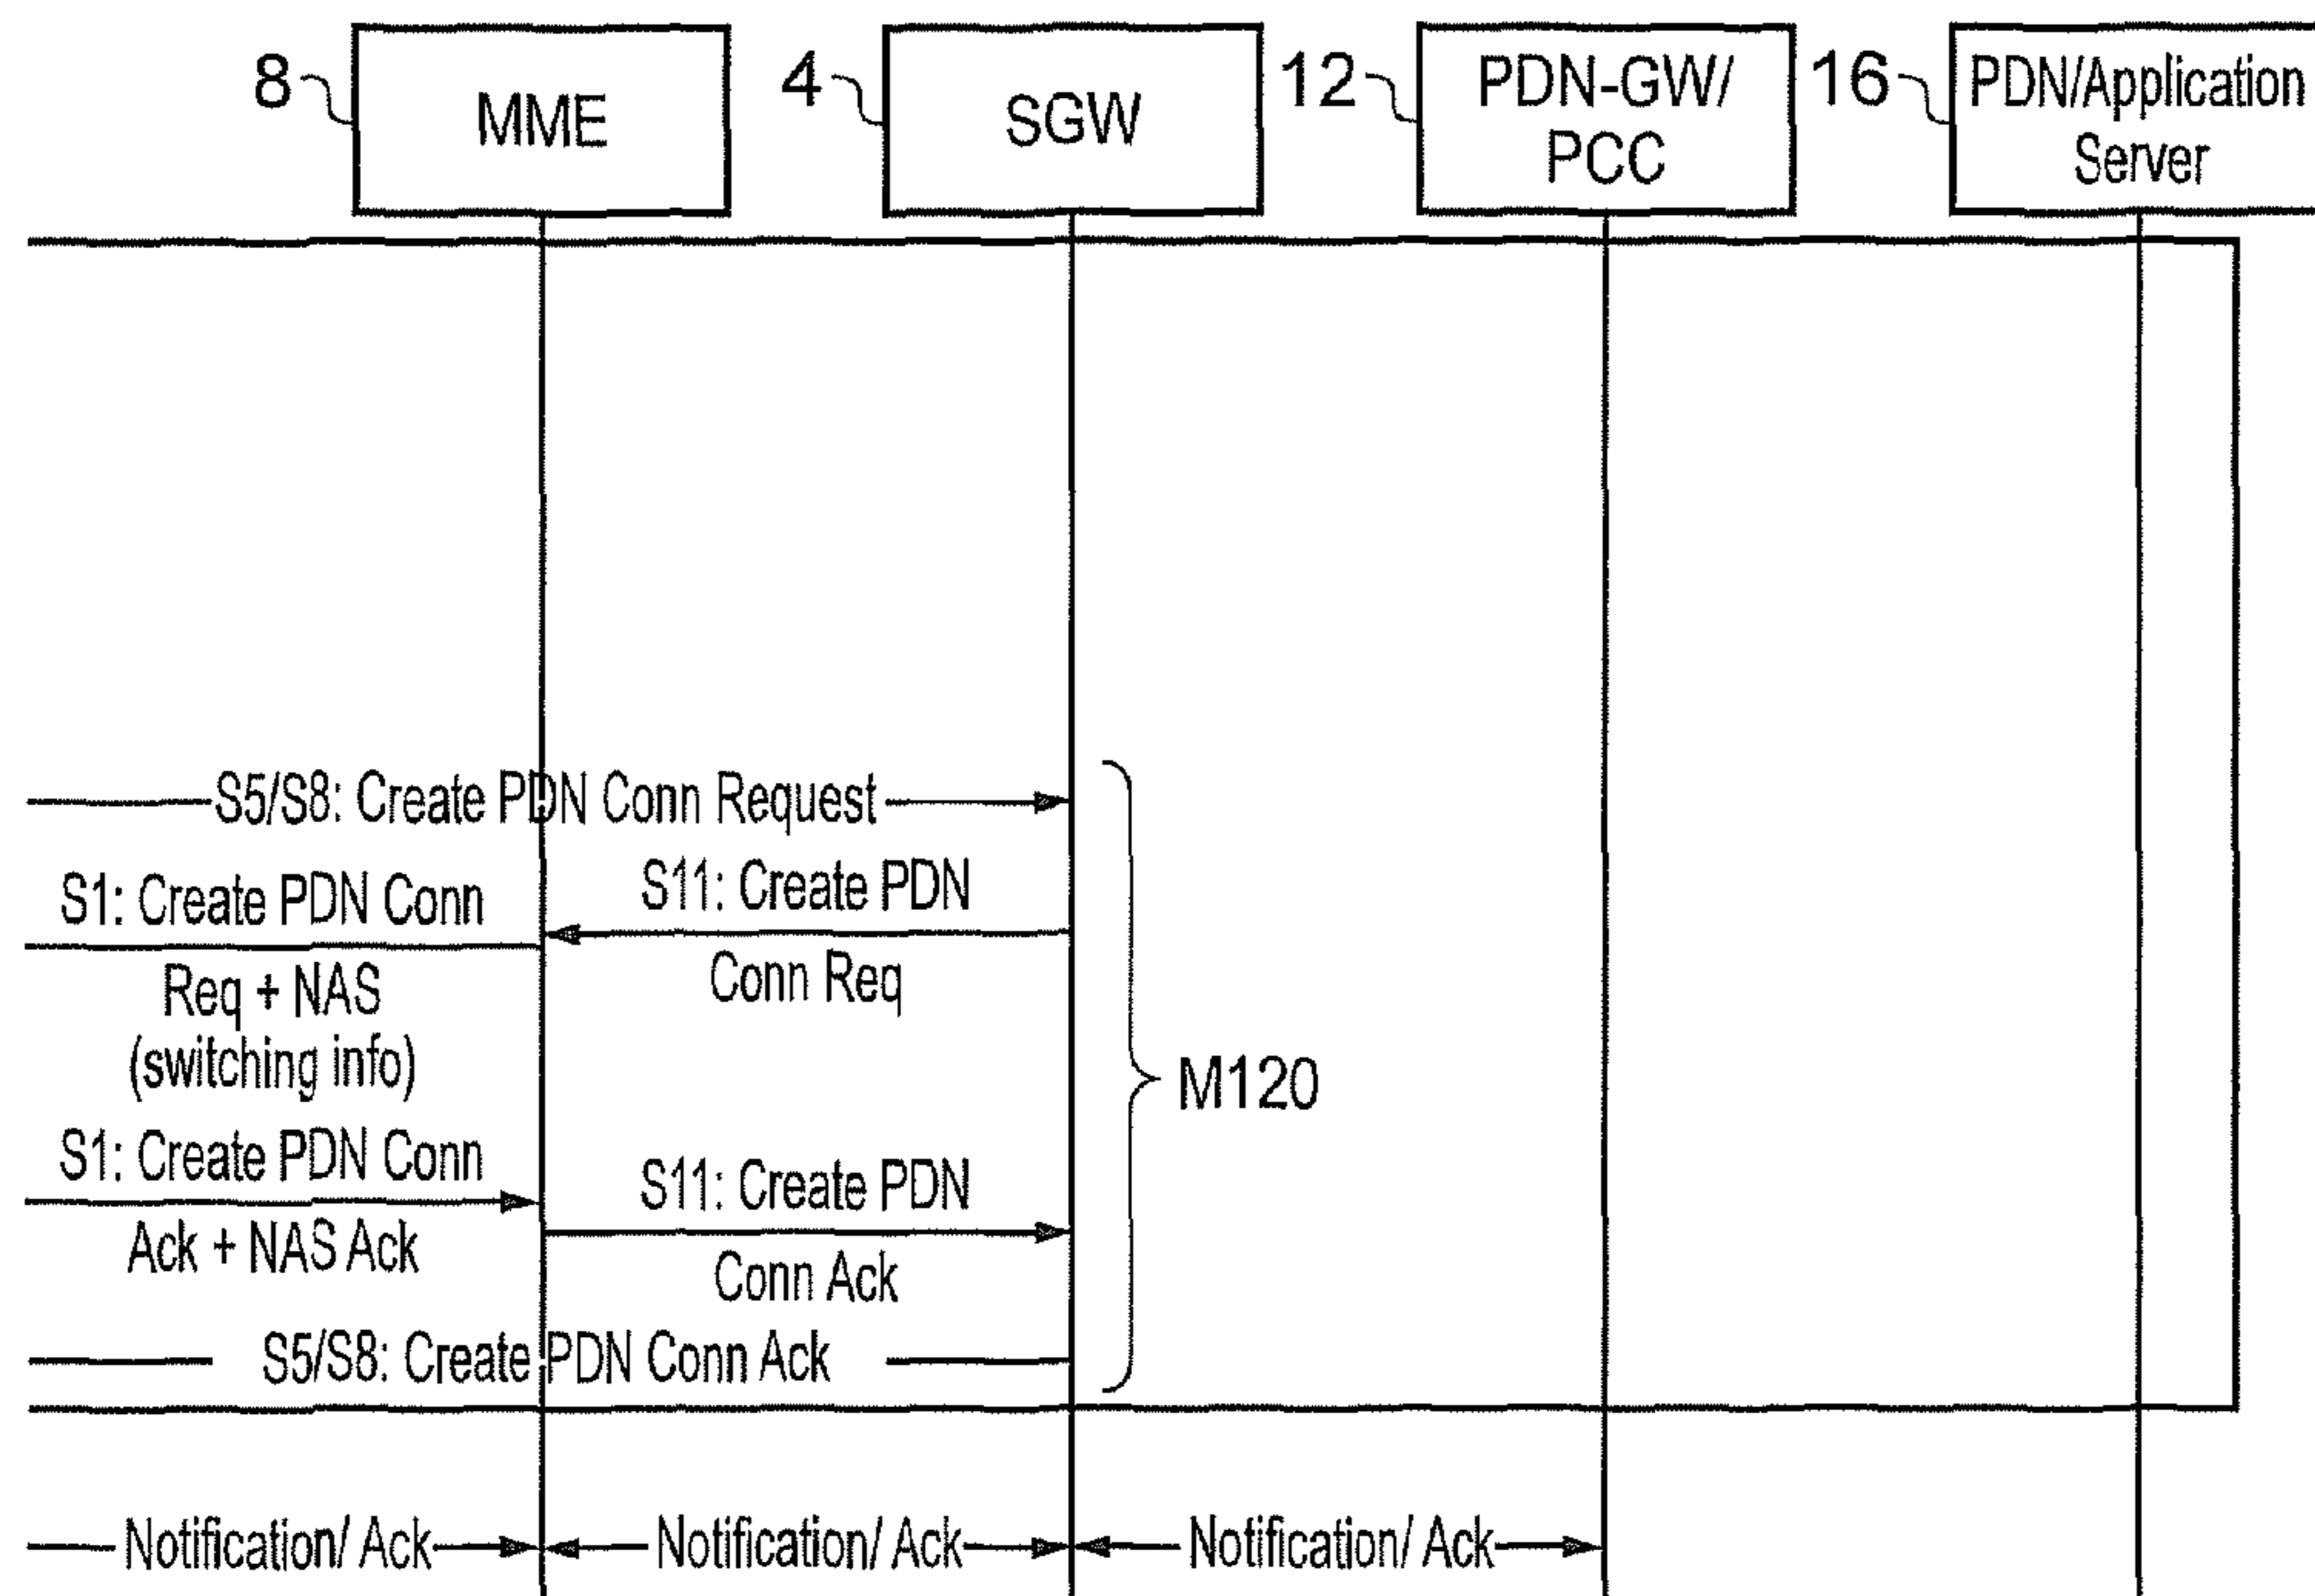 8
MME
4
SGW
12
PDN-GW/
PCC
16
PDN/Application
Server
S5/S8: Create PDN Conn Request
S1: Create PDN Conn
Req + NAS
(switching info)
S11: Create PDN
Conn Req
M120
S1: Create PDN Conn
Ack + NAS Ack
S11: Create PDN
Conn Ack
S5/S8: Create PDN Conn Ack
Notification/ Ack
Notification/ Ack
Notification/ Ack